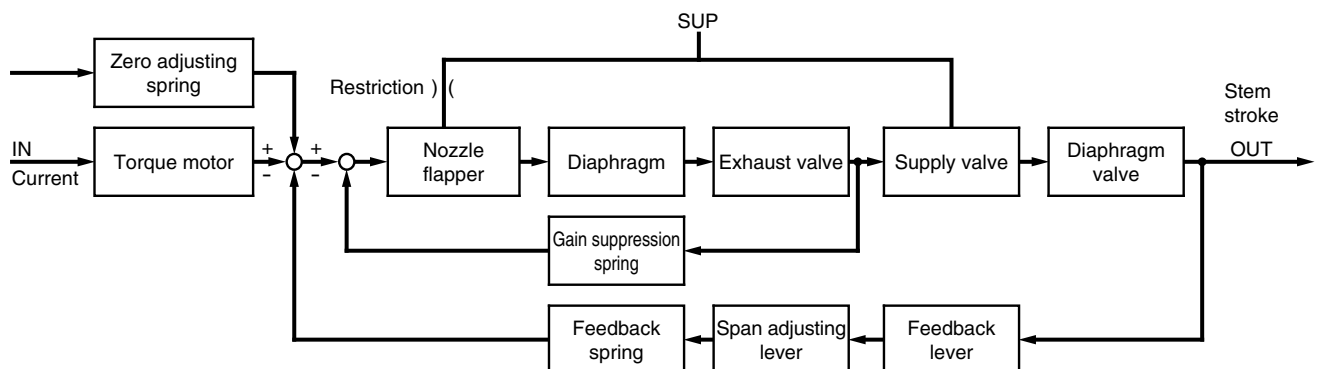 SUP
Zero adjusting
spring
Restriction ) (
Stem
stroke
IN
Current
Torque motor
+
-
+
-
Nozzle
flapper
Diaphragm
Exhaust valve
Supply valve
Diaphragm
valve
OUT
Gain suppression
spring
Feedback
spring
Span adjusting
lever
Feedback
lever